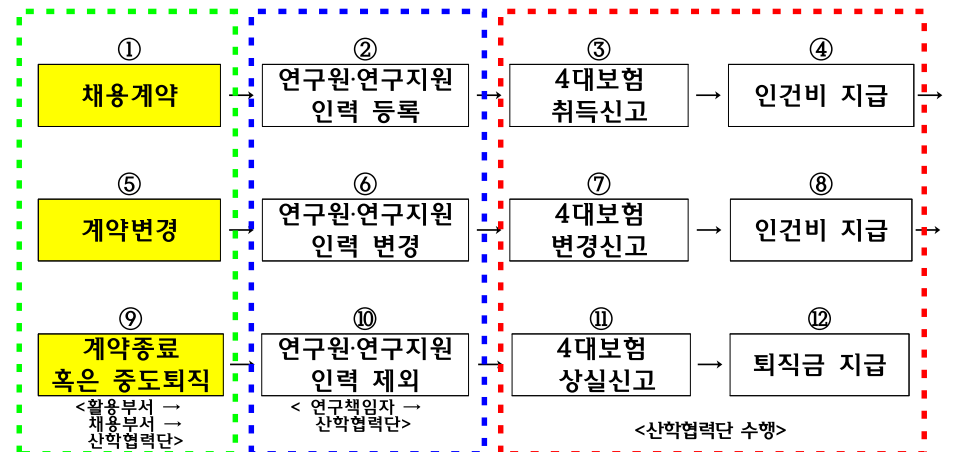 ①
채용계약
②
연구원·연구지원
인력 등록
③
4대보험
취득신고
④
인건비 지급
⑤
계약변경
⑥
연구원·연구지원
인력 변경
⑦
4대보험
변경신고
⑧
인건비 지급
⑨
계약종료
혹은 중도퇴직
⑩
연구원·연구지원
인력 제외
⑪
4대보험
상실신고
⑫
퇴직금 지급
<활용부서 →
채용부서 →
산학협력단>
< 연구책임자 →
산학협력단>
<산학협력단 수행>